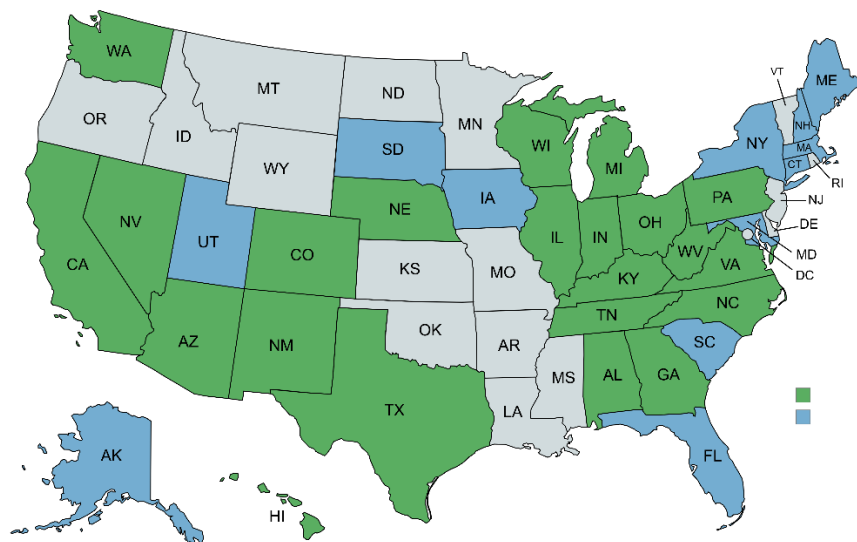 WA
MT
ND
MN
VT
ME
OR
ID
WI
MI
NY
NH
MA
CT
RI
SD
WY
IA
NE
PA
NJ
OH
DE
NV
UT
CO
IL
IN
WV
MD
CA
KS
MO
KY
VA
DC
TN
NC
AZ
NM
OK
AR
SC
MS
AL
GA
TX
LA
AK
FL
HI